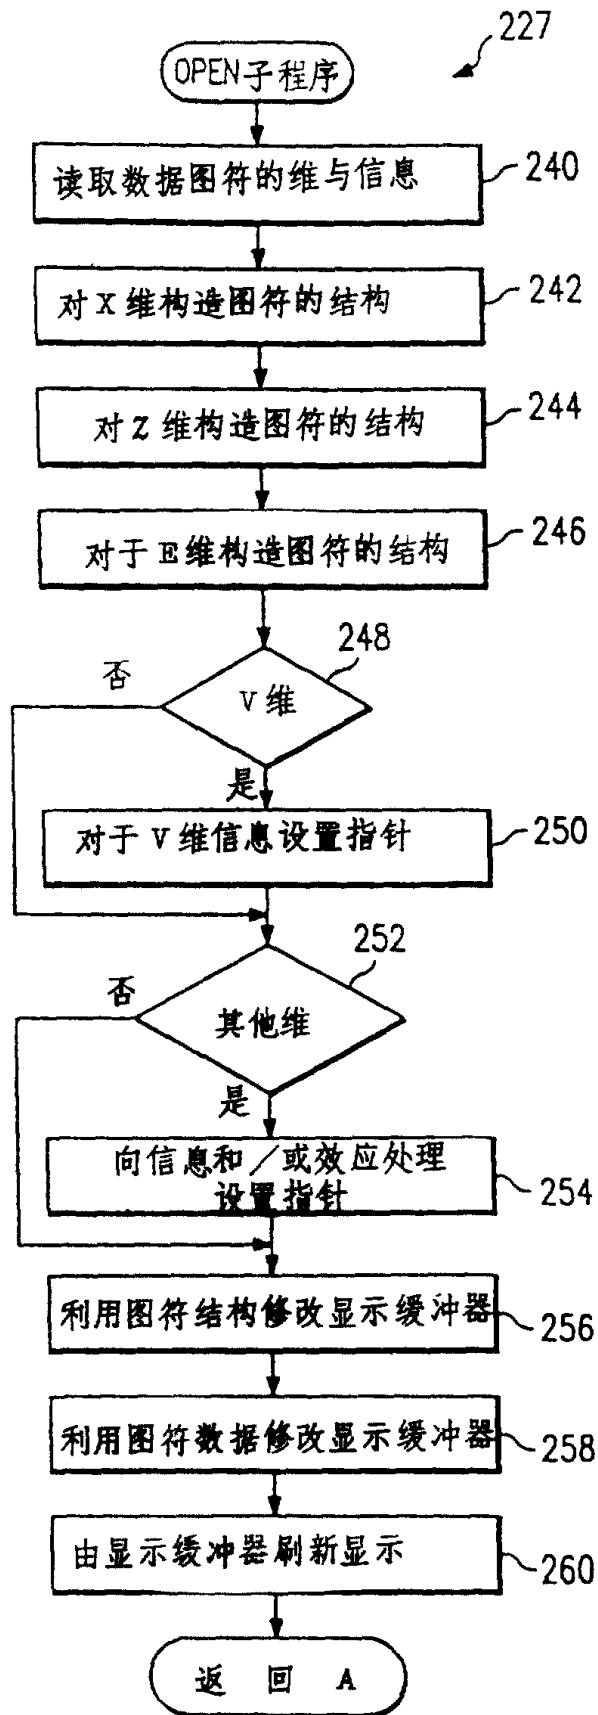 227
OPEN子程序
读取数据图符的维与信息
240
对X维构造图符的结构
242
对Z维构造图符的结构
244
对于E维构造图符的结构
246
248
否
V维
是
对于V维信息设置指针
250
252
否
其他维
是
向信息和/或效应处理
设置指针
254
利用图符结构修改显示缓冲器
256
利用图符数据修改显示缓冲器
258
由显示缓冲器刷新显示
260
返 回 A